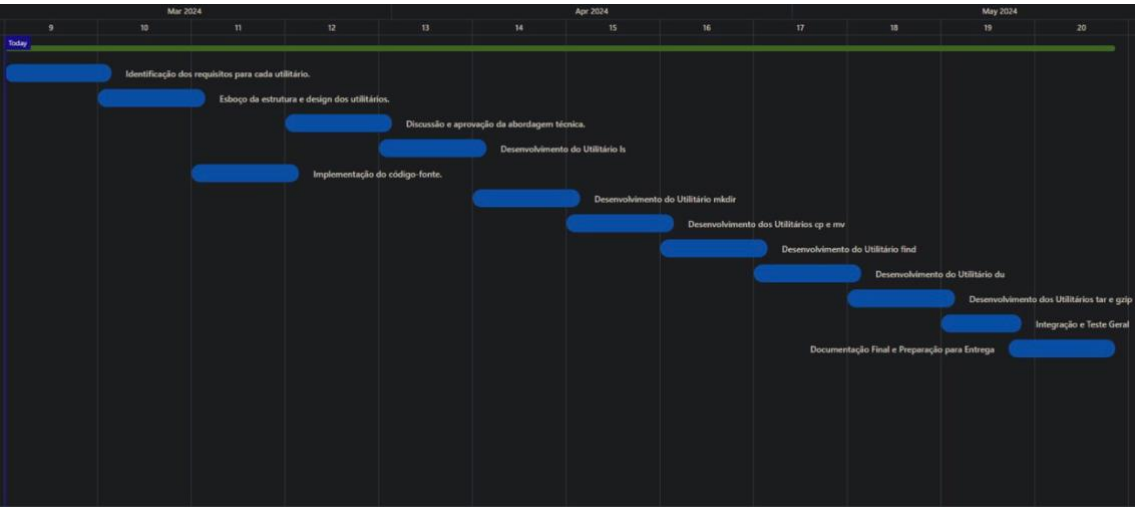 Mar 2024 Apr 2024 May 2024
9 10 11 12 13 14 15 16 17 18 19 20
Today
Identificação dos requisitos para cada utilitário.
Esboço da estrutura e design dos utilitários.
Discussão e aprovação da abordagem técnica.
Desenvolvimento do Utilitário ls
Implementação do código-fonte.
Desenvolvimento do Utilitário mkdir
Desenvolvimento dos Utilitários cp e mv
Desenvolvimento do Utilitário find
Desenvolvimento do Utilitário du
Desenvolvimento dos Utilitários tar e gzip
Integração e Teste Geral
Documentação Final e Preparação para Entrega